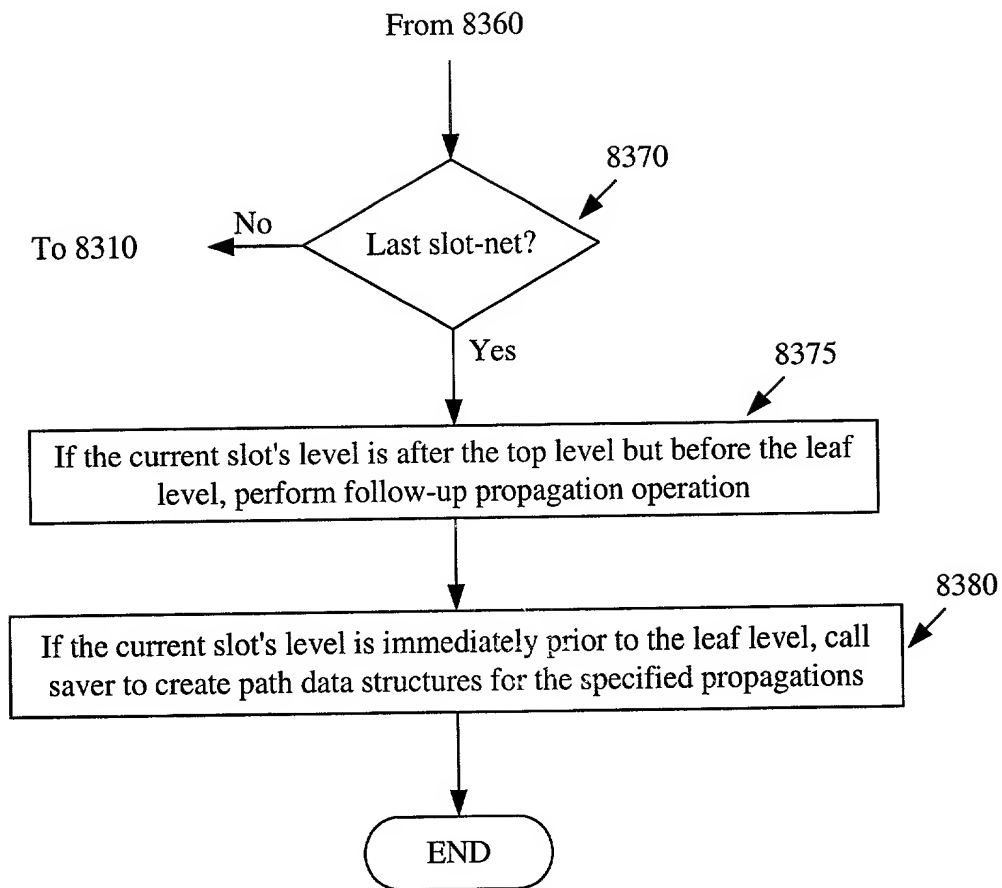 From 8360
8370
No
To 8310
Last slot-net?
Yes
8375
If the current slot's level is after the top level but before the leaf
level, perform follow-up propagation operation
8380
If the current slot's level is immediately prior to the leaf level, call
saver to create path data structures for the specified propagations
END